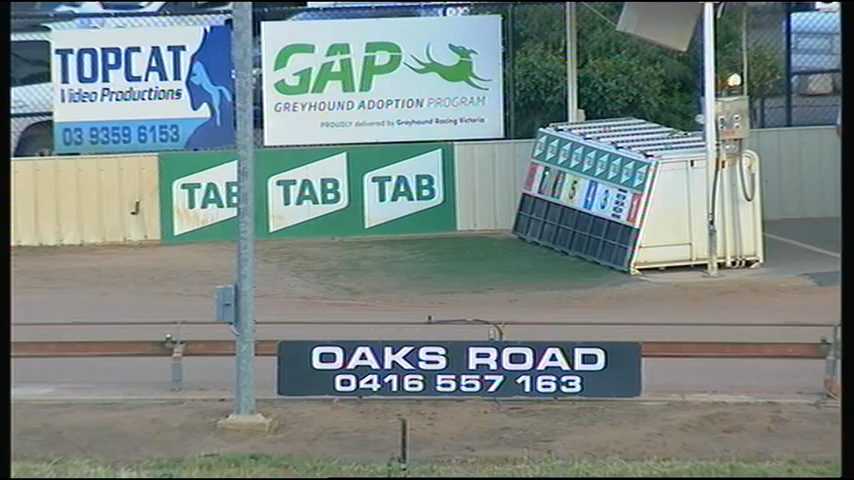 TOPCAT
Video Productions
03 9359 6153
GAP
GREYHOUND ADOPTION PROGRAM
PROUDLY delivered by Greyhound Racing Victoria
TAB
TAB
TAB
OAKS ROAD
0416 557 163